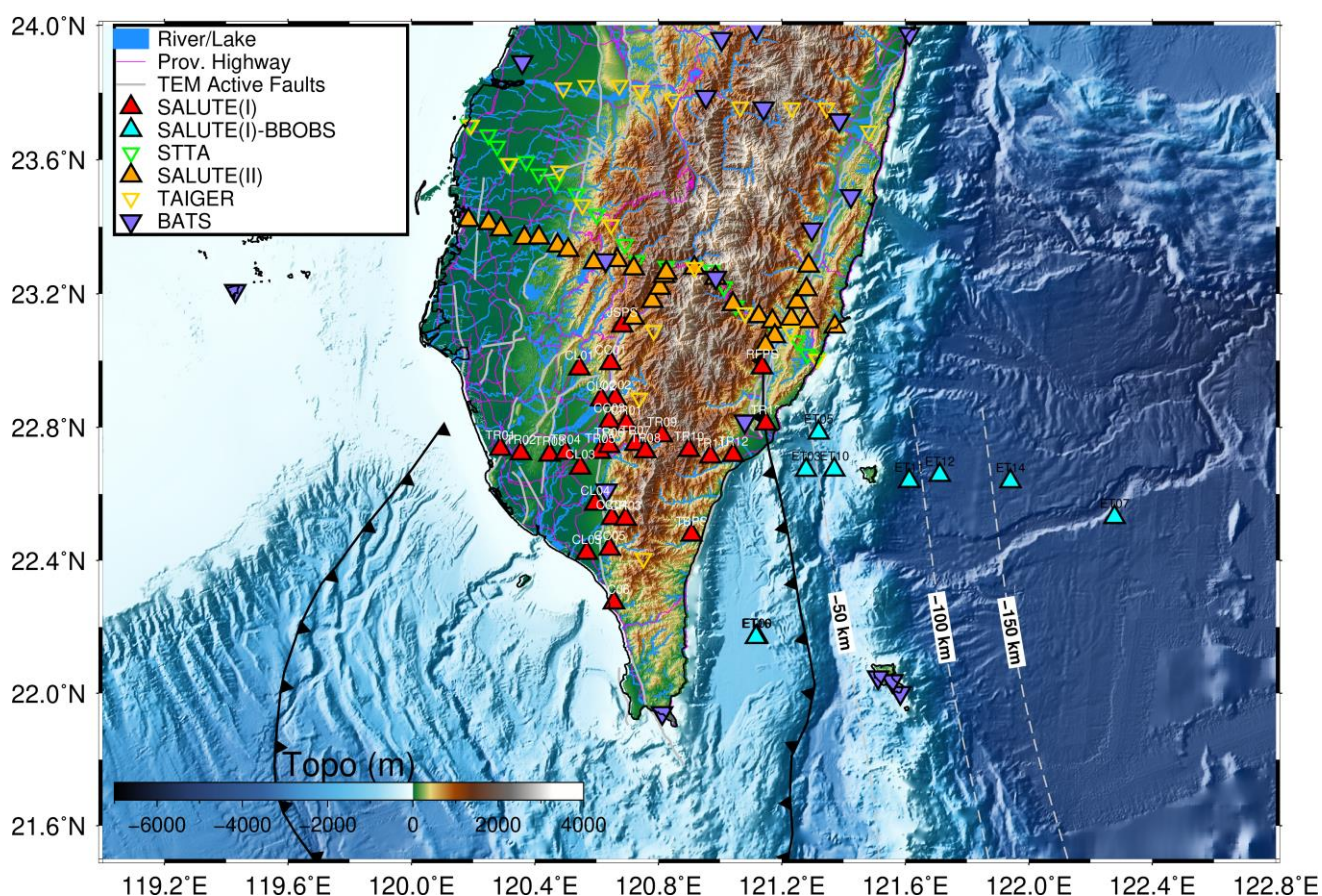 24.0°N
River/Lake
Prov. Highway
TEM Active Faults
SALUTE(I)
SALUTE(I)-BBOBS
STTA
SALUTE(II)
TAIGER
BATS
23.6°N
23.2°N
JSPS
CL01
CC01
RFPS
22.8°N
ET05
TR09
TR01
TR02
TR04
TR05
TR07
TR08
TR10
TR12
CL03
ET03
ET10
ET12
ET14
CL04
ET07
TBPS
22.4°N
22.0°N
−50 km
−100 km
−150 km
Topo (m)
−6000
−4000
−2000
0
2000
4000
21.6°N
119.2°E
119.6°E
120.0°E
120.4°E
120.8°E
121.2°E
121.6°E
122.0°E
122.4°E
122.8°E